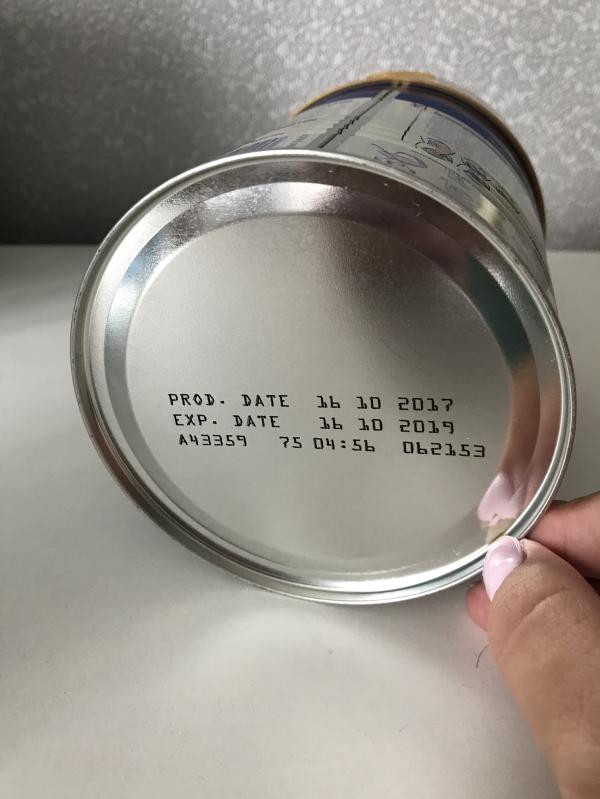 PROD. DATE 16 10 2017
EXP. DATE 16 10 2019
A43359 75 04:56 062153